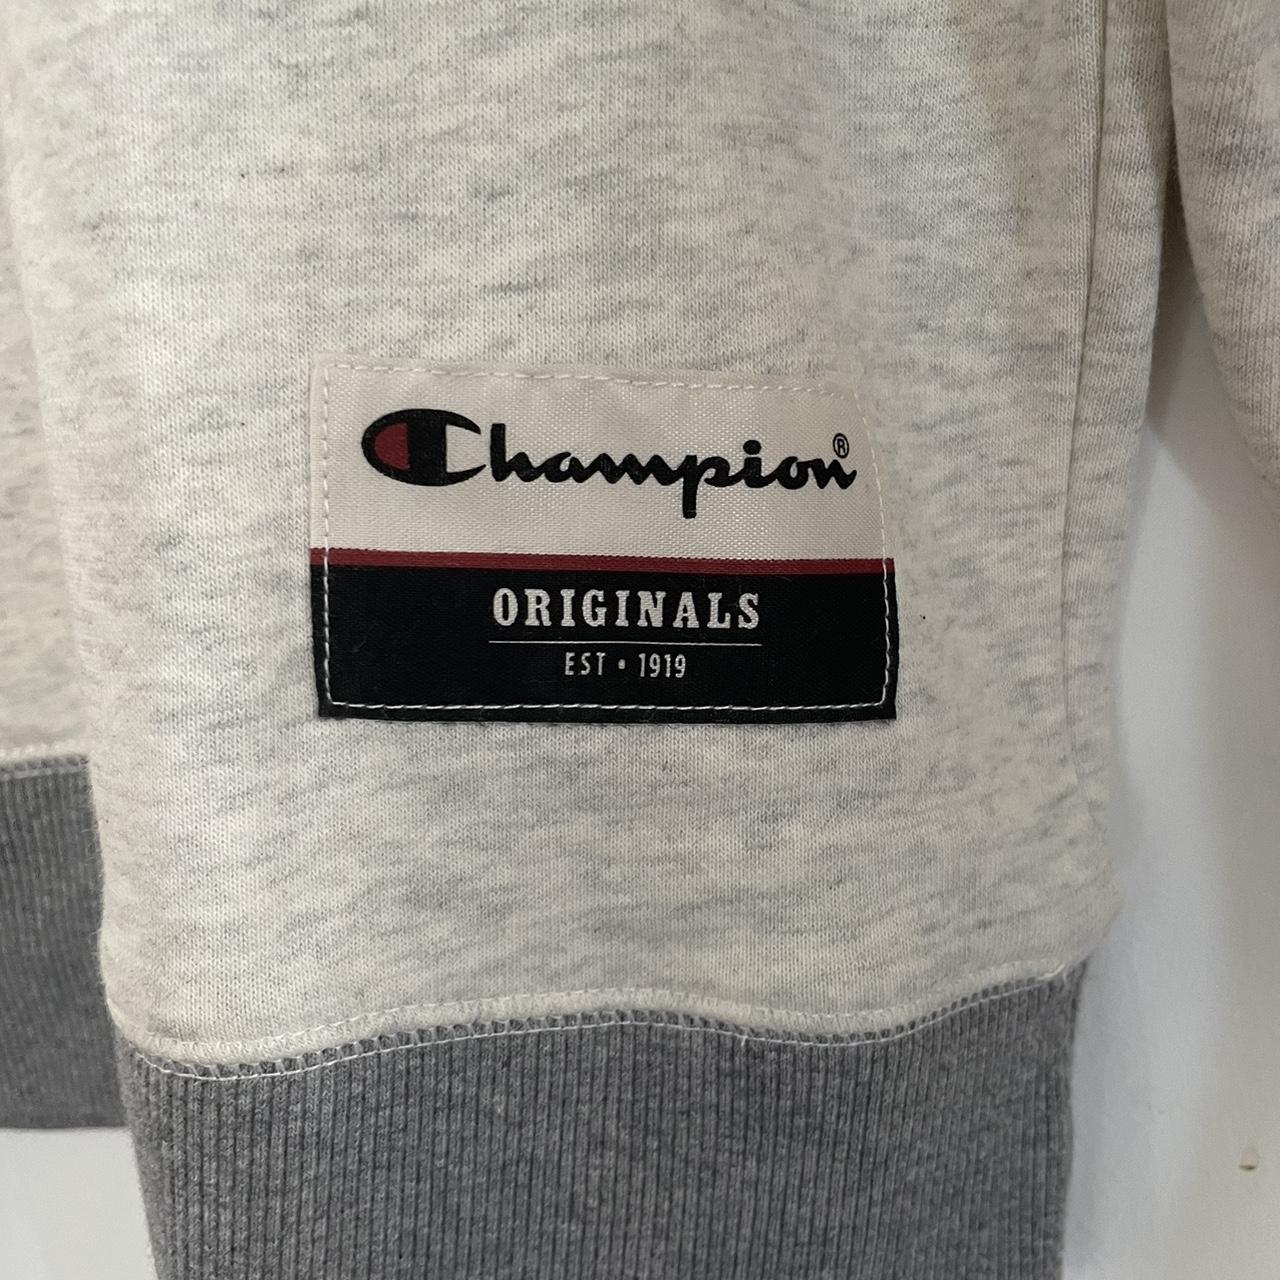 Champion®
ORIGINALS
EST • 1919